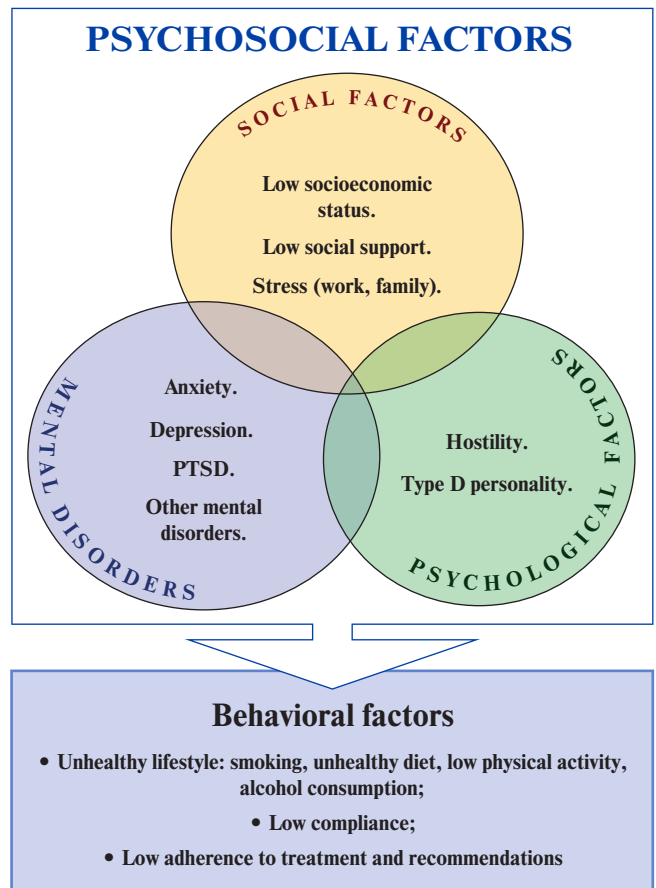 PSYCHOSOCIAL FACTORS
SOCIAL FACTORS
Low socioeconomic
status.
Low social support.
Stress (work, family).
MENTAL DISORDERS
Anxiety.
Depression.
PTSD.
Other mental
disorders.
PSYCHOLOGICAL FACTORS
Hostility.
Type D personality.
Behavioral factors
• Unhealthy lifestyle: smoking, unhealthy diet, low physical activity,
alcohol consumption;
• Low compliance;
• Low adherence to treatment and recommendations